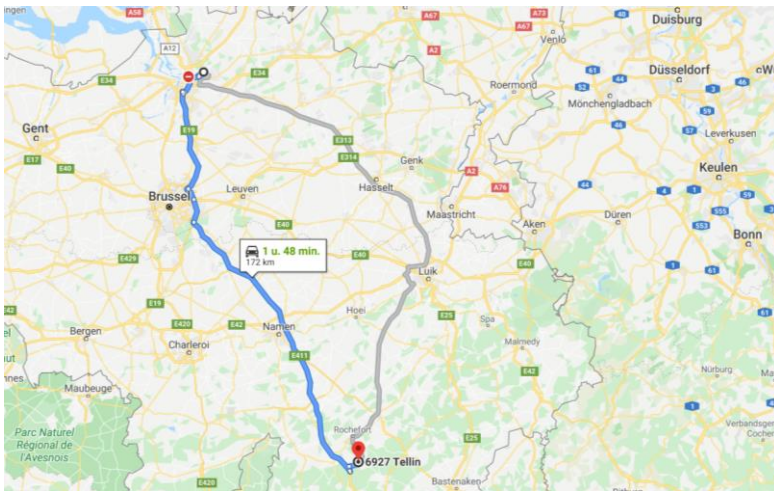 A58
A67
A73
Duisburg
40
A12
A67
Venlo
A2
E34
E34
Düsseldorf
Roermond
Mönchengladbach
Gent
E19
E313
Leverkusen
E17
E314
Genk
E40
Keulen
Leuven
Hasselt
A2
A76
Brussel
Maastricht
Düren
Aken
E40
Bonn
1 u. 48 min.
172 km
E40
E429
Luik
E40
E19
Hoei
E25
Spa
E420
E42
Namen
Bergen
Charleroi
Malmedy
E411
E42
Nürburg
Maubeuge
Rochefort
Parc Naturel
Régional de
l'Avesnois
E25
6927 Tellin
Bastenaken
E420